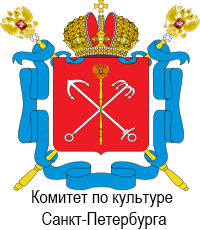 Комитет по культуре
Санкт-Петербурга